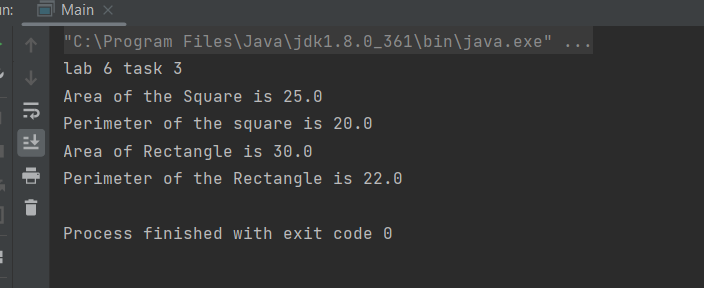 un: Main ×
"C:\Program Files\Java\jdk1.8.0_361\bin\java.exe" ...
lab 6 task 3
Area of the Square is 25.0
Perimeter of the square is 20.0
Area of Rectangle is 30.0
Perimeter of the Rectangle is 22.0
Process finished with exit code 0